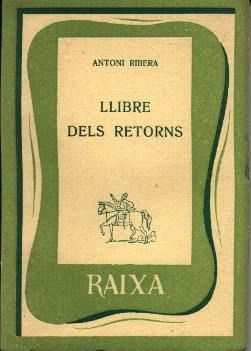 ANTONI RIBERA
LLIBRE
DELS RETORNS
RAIXA